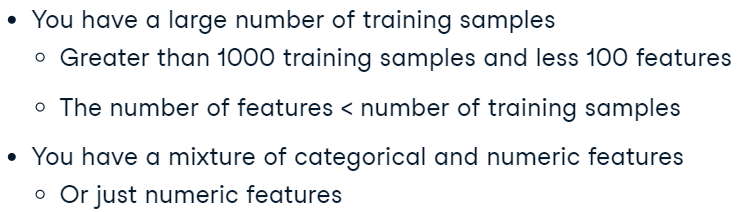 • You have a large number of training samples
◦ Greater than 1000 training samples and less 100 features
◦ The number of features < number of training samples
• You have a mixture of categorical and numeric features
◦ Or just numeric features